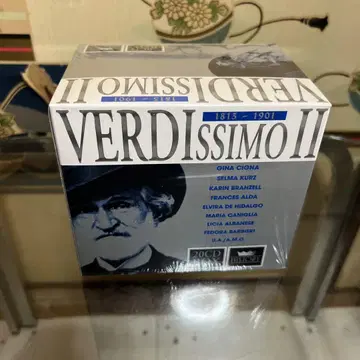 VERDISSIMO II
1815 - 1901
VERDISSIMO II
1815 - 1901
GINA CIGNA
SELMA KURZ
KARIN BRANZELL
FRANCES ALDA
ELVIRA DE HIDALGO
MARIA CANIGLIA
LICIA ALBANESE
FEDORA BARBIERI
U.A./A.M.O
20CD